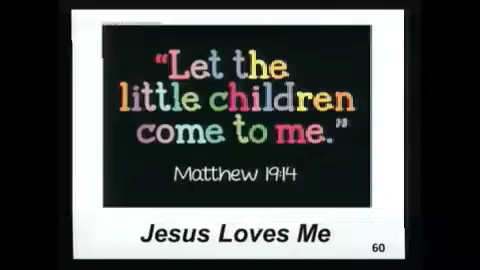 “Let the
little children
come to me.”
Matthew 19:14
Jesus Loves Me
60